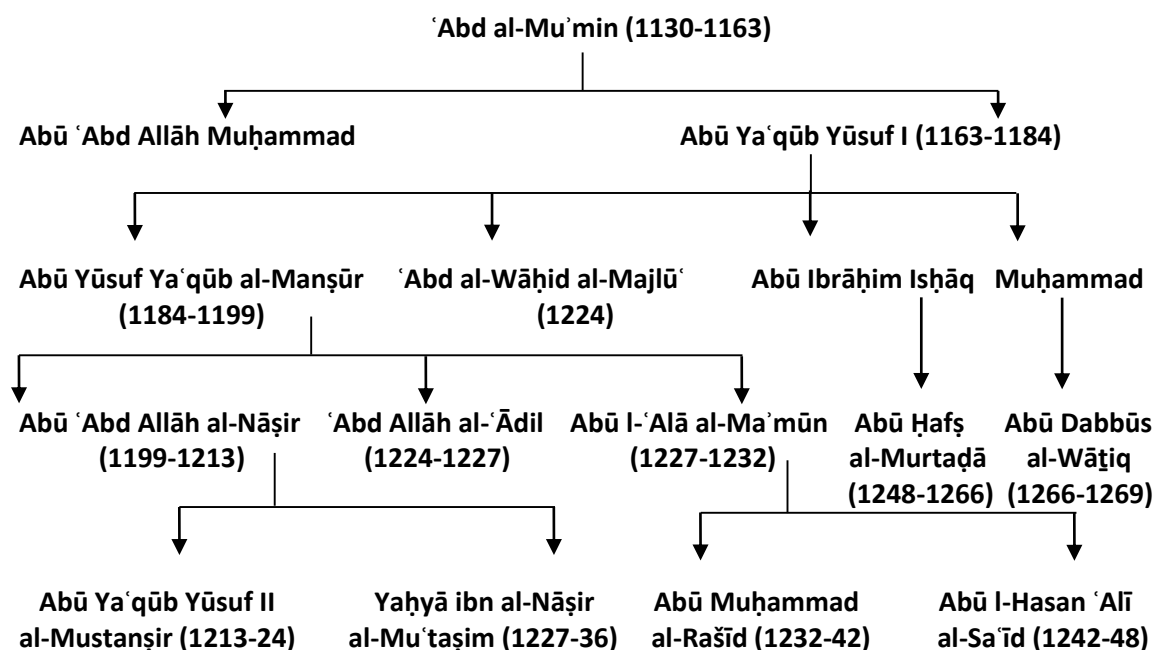 ʿAbd al-Muʾmin (1130-1163)
Abū ʿAbd Allāh Muḥammad
Abū Yaʿqūb Yūsuf I (1163-1184)
Abū Yūsuf Yaʿqūb al-Manṣūr
(1184-1199)
ʿAbd al-Wāḥid al-Majlūʿ
(1224)
Abū Ibrāḥim Isḥāq
Muḥammad
Abū ʿAbd Allāh al-Nāṣir
(1199-1213)
ʿAbd Allāh al-ʿĀdil
(1224-1227)
Abū l-ʿAlā al-Maʾmūn
(1227-1232)
Abū Ḥafṣ
al-Murtaḍā
(1248-1266)
Abū Dabbūs
al-Wāṯiq
(1266-1269)
Abū Yaʿqūb Yūsuf II
al-Mustanṣir (1213-24)
Yaḥyā ibn al-Nāṣir
al-Muʿtaṣim (1227-36)
Abū Muḥammad
al-Rašīd (1232-42)
Abū l-Hasan ʿAlī
al-Saʿīd (1242-48)